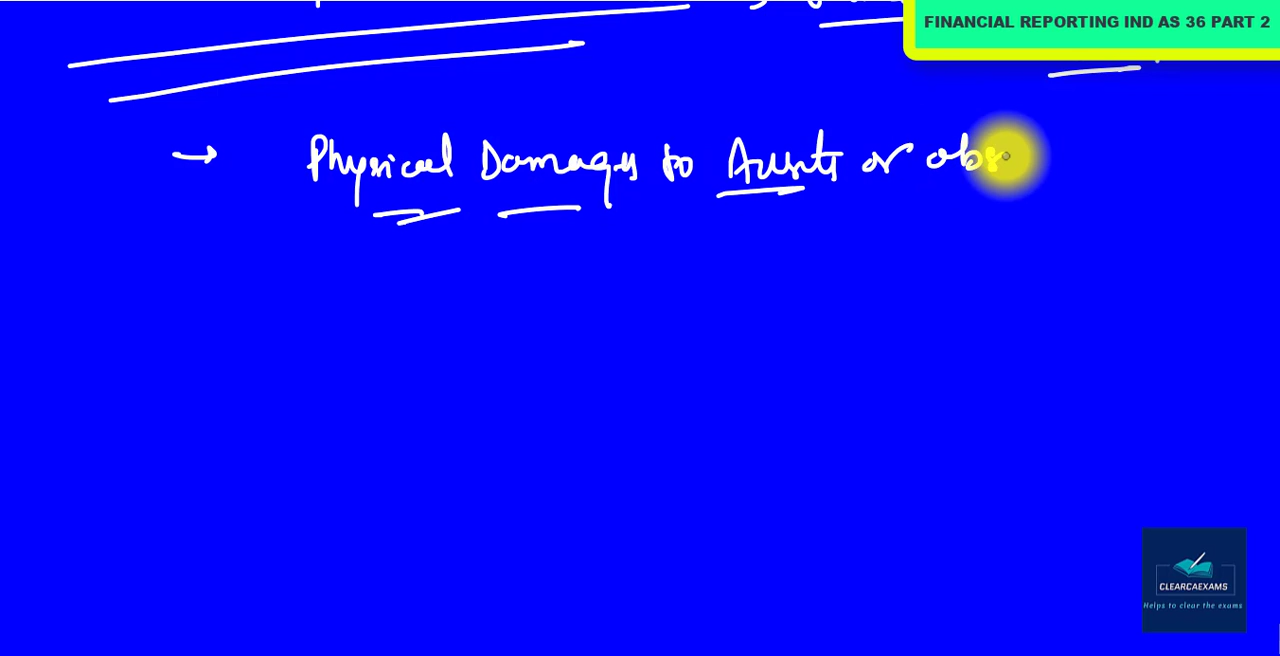 FINANCIAL REPORTING IND AS 36 PART 2
→ Physical Damages to Assets or obs
CLEARCAEXAMS
Helps to clear the exams